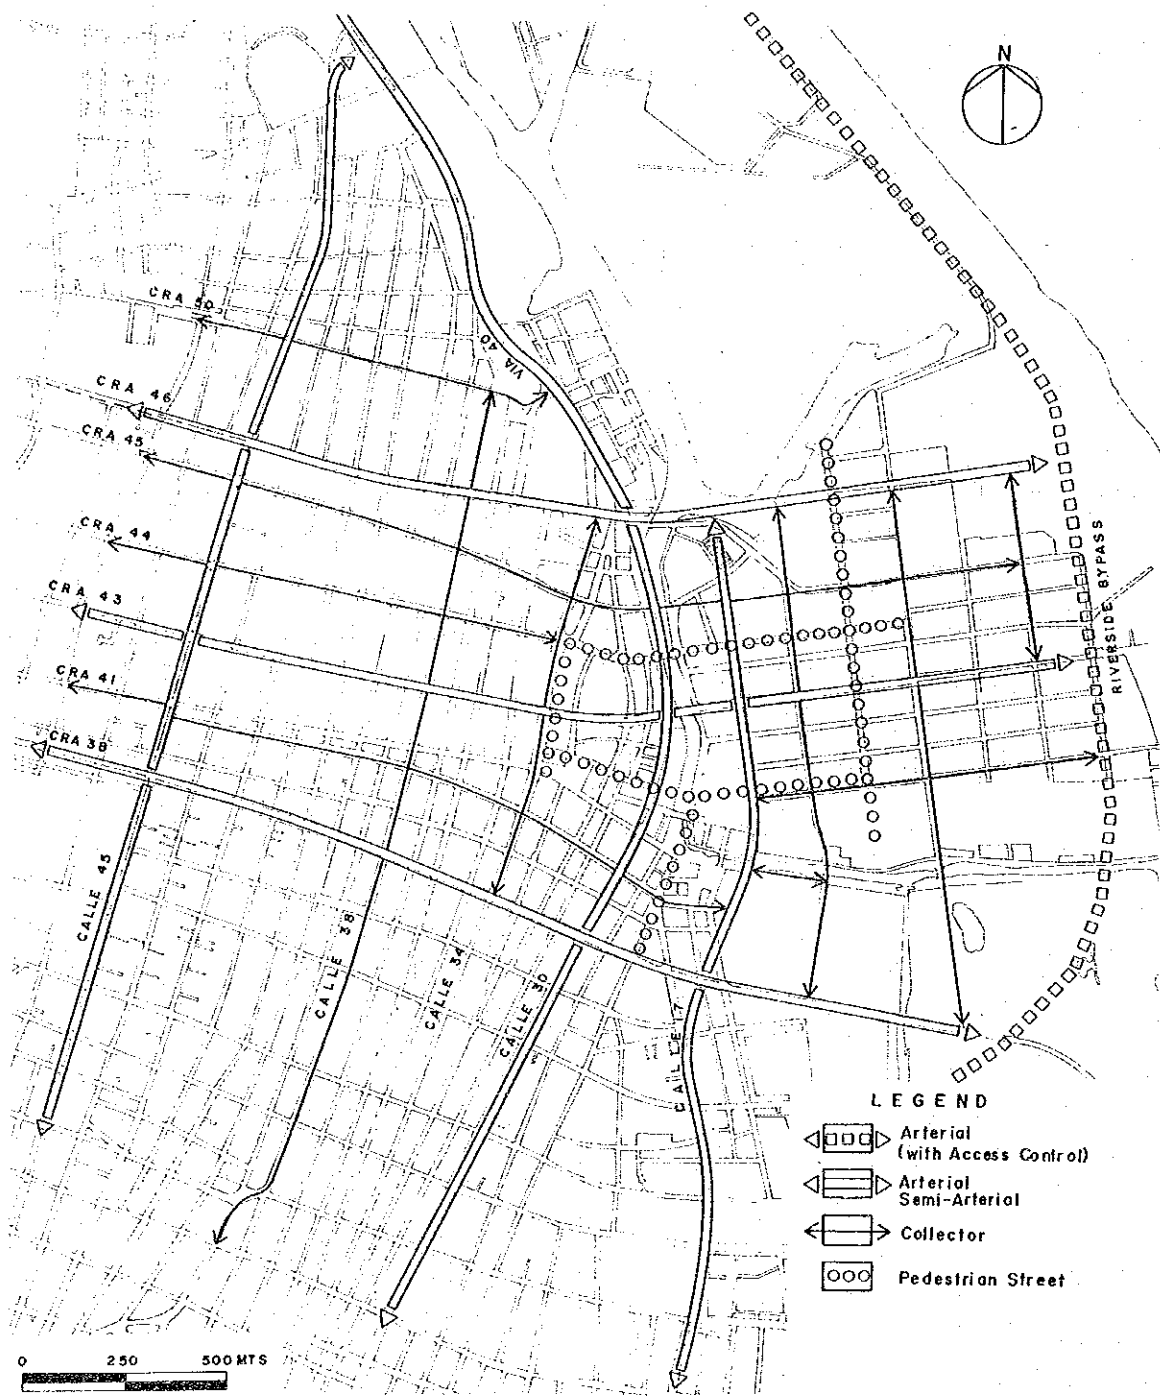 N
CRA 50
VIA 40
CRA 46
CRA 45
CRA 44
CRA 43
CRA 41
CRA 38
RIVERSIDE BYPASS
CALLE 45
CALLE 38
CALLE 34
CALLE 30
CALLE 17
LEGEND
Arterial
(with Access Control)
Arterial
Semi-Arterial
Collector
Pedestrian Street
0 250 500 MTS